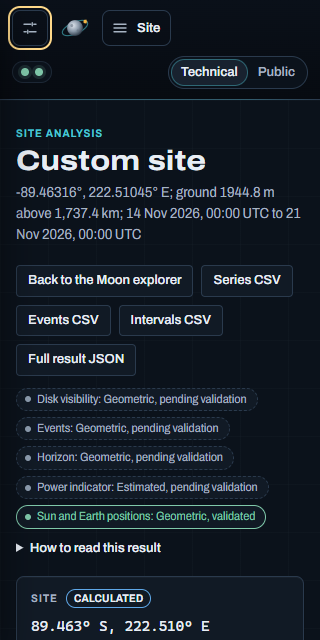 Site
Technical Public
SITE ANALYSIS
Custom site
-89.46316°, 222.51045° E; ground 1944.8 m
above 1,737.4 km; 14 Nov 2026, 00:00 UTC to 21
Nov 2026, 00:00 UTC
Back to the Moon explorer Series CSV
Events CSV Intervals CSV
Full result JSON
Disk visibility: Geometric, pending validation
Events: Geometric, pending validation
Horizon: Geometric, pending validation
Power indicator: Estimated, pending validation
Sun and Earth positions: Geometric, validated
How to read this result
SITE CALCULATED
89.463° S, 222.510° E